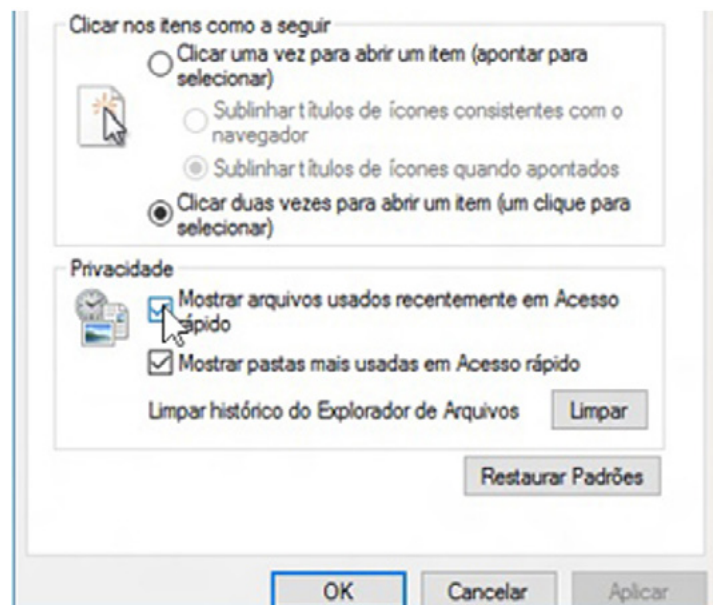 Clicar nos itens como a seguir
Clicar uma vez para abrir um item (apontar para
selecionar)
Sublinhar títulos de ícones consistentes com o
navegador
Sublinhar títulos de ícones quando apontados
Clicar duas vezes para abrir um item (um clique para
selecionar)
Privacidade
Mostrar arquivos usados recentemente em Acesso
rápido
Mostrar pastas mais usadas em Acesso rápido
Limpar histórico do Explorador de Arquivos
Limpar
Restaurar Padrões
OK
Cancelar
Aplicar